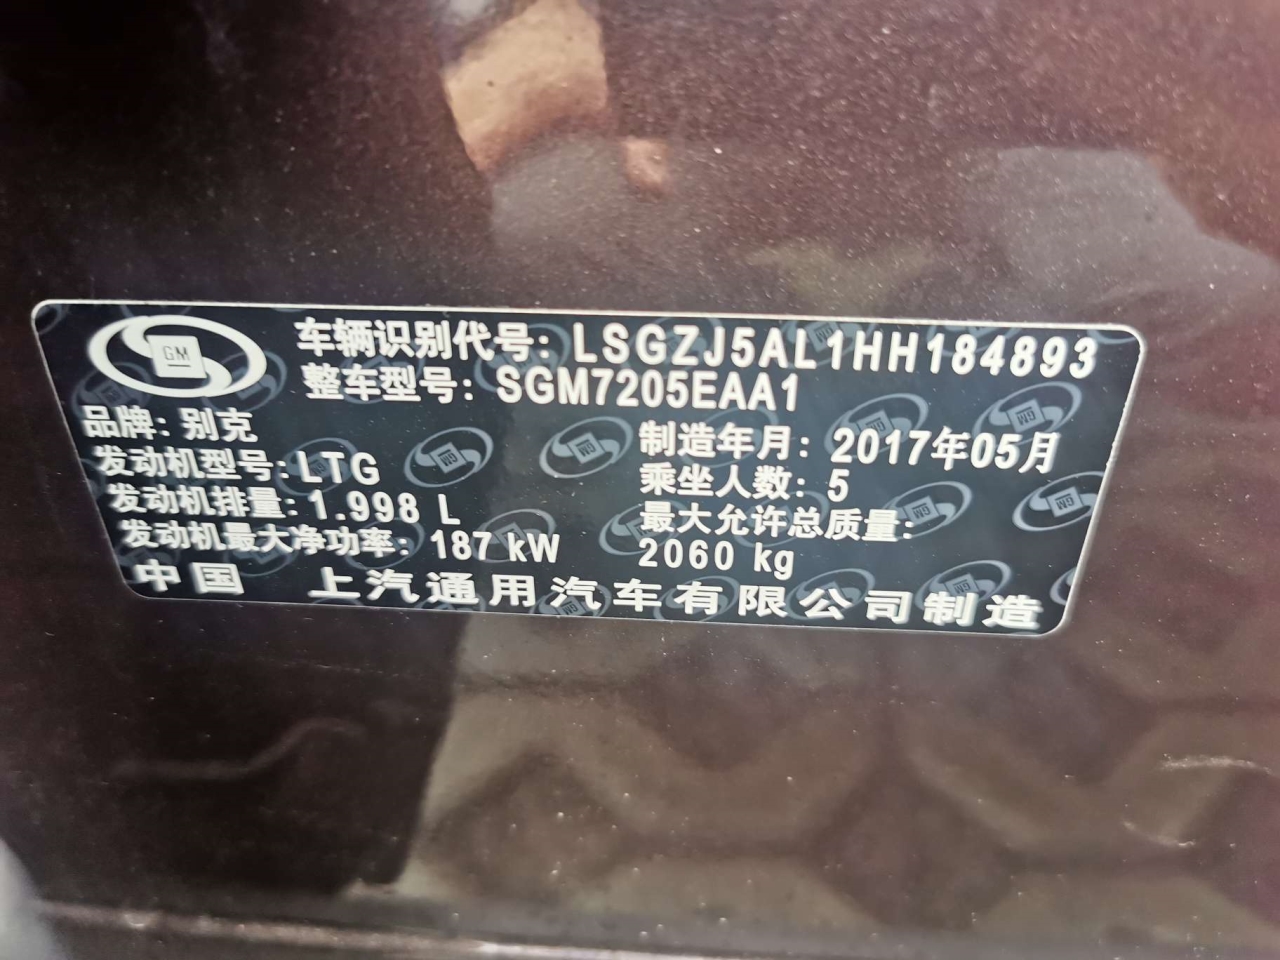 GM
车辆识别代号: LSGZJ5AL1HH184893
整车型号: SGM7205EAA1
品牌: 别克
制造年月: 2017年05月
发动机型号: LTG
乘坐人数: 5
发动机排量: 1.998 L
最大允许总质量:
发动机最大净功率: 187 kW
2060 kg
中国 上汽通用汽车有限公司制造